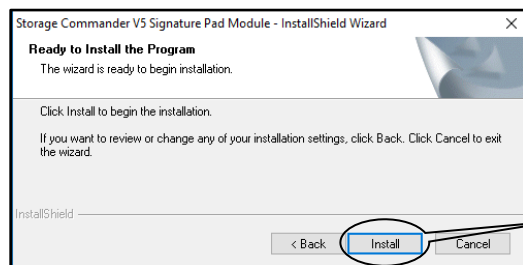 Storage Commander V5 Signature Pad Module - InstallShield Wizard
Ready to Install the Program
The wizard is ready to begin installation.
Click Install to begin the installation.
If you want to review or change any of your installation settings, click Back. Click Cancel to exit
the wizard.
InstallShield
< Back Install Cancel